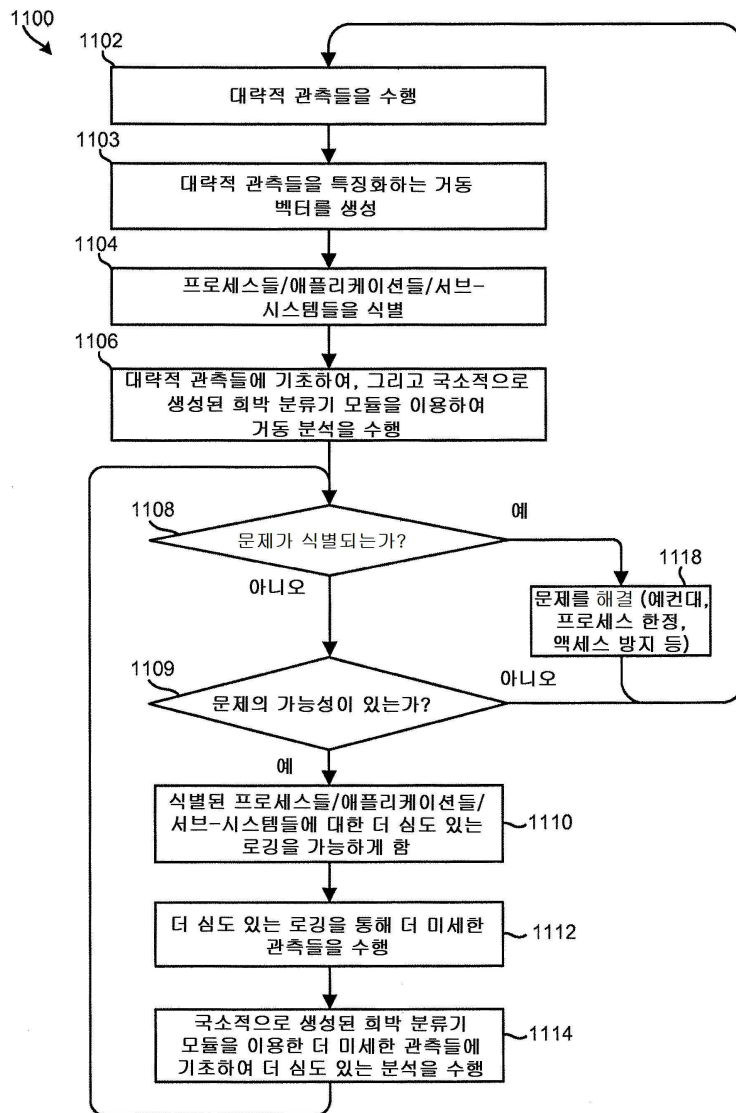 1100
1102
대략적 관측들을 수행
1103
대략적 관측들을 특징화하는 거동
벡터를 생성
1104
프로세스들/애플리케이션들/서브-
시스템들을 식별
1106
대략적 관측들에 기초하여, 그리고 국소적으로
생성된 희박 분류기 모듈을 이용하여
거동 분석을 수행
1108
문제가 식별되는가?
예
아니오
1118
문제를 해결 (예컨대,
프로세스 한정,
액세스 방지 등)
1109
문제의 가능성이 있는가?
아니오
예
식별된 프로세스들/애플리케이션들/
서브-시스템들에 대한 더 심도 있는
로깅을 가능하게 함
1110
더 심도 있는 로깅을 통해 더 미세한
관측들을 수행
1112
국소적으로 생성된 희박 분류기
모듈을 이용한 더 미세한 관측들에
기초하여 더 심도 있는 분석을 수행
1114